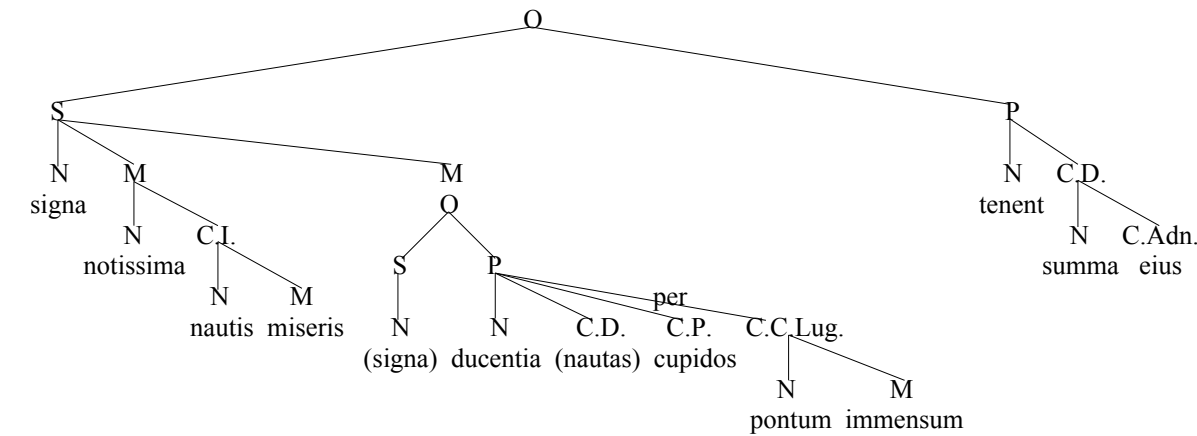 O
S P
N M M N C.D.
signa O tenent
N C.I. S P N C.Adn.
notissima summa eius
per
N M N N C.D. C.P. C.C.Lug.
nautis miseris (signa) ducentia (nautas) cupidos
N M
pontum immensum